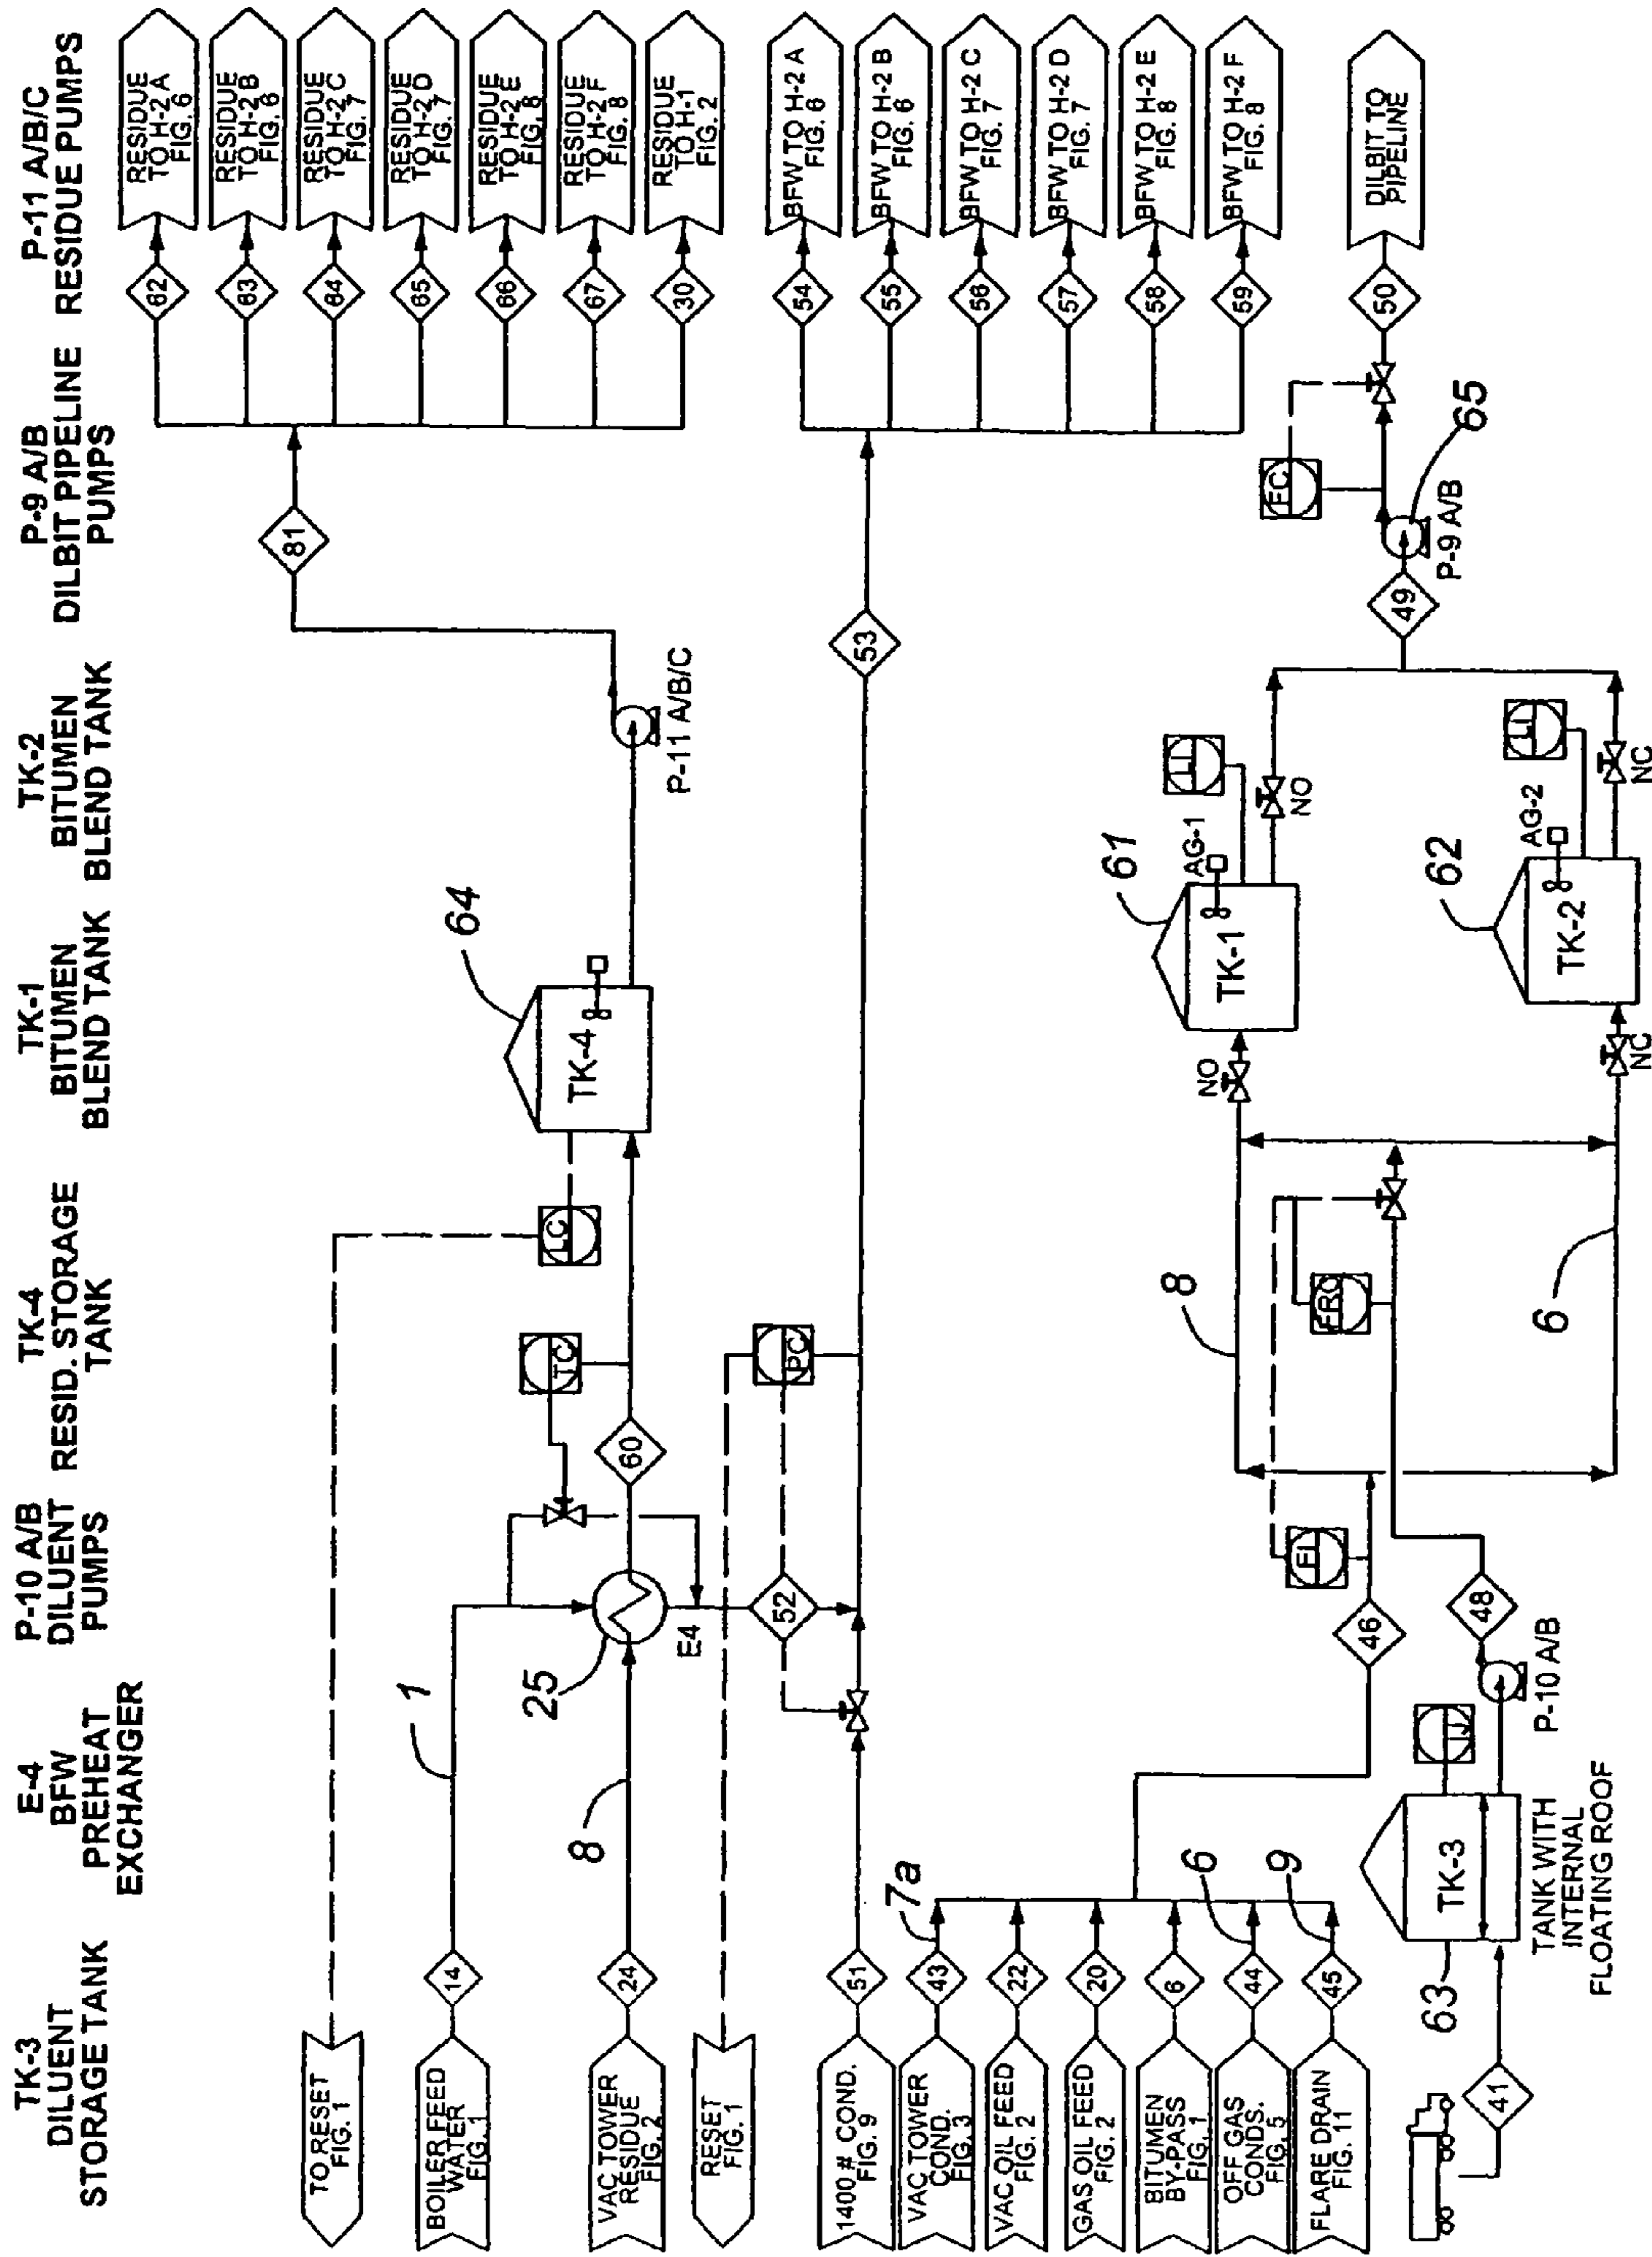 TK-3
DILUENT
STORAGE TANK
E-4
BFW
PREHEAT
EXCHANGER
P-10 A/B
DILUENT
PUMPS
TK-4
RESID. STORAGE
TANK
TK-1
BITUMEN
BLEND TANK
TK-2
BITUMEN
BLEND TANK
P-9 A/B
DILBIT PIPELINE
PUMPS
P-11 A/B/C
RESIDUE PUMPS
TO RESET
FIG. 1
BOILER FEED
WATER
FIG. 1
14
1
VAC TOWER
RESIDUE
FIG. 2
24
8
25
E4
60
TC
LC
TK-4
64
P-11 A/B/C
81
62
RESIDUE
TO H-2 A
FIG. 6
63
RESIDUE
TO H-2 B
FIG. 6
64
RESIDUE
TO H-2 C
FIG. 7
65
RESIDUE
TO H-2 D
FIG. 7
66
RESIDUE
TO H-2 E
FIG. 8
67
RESIDUE
TO H-2 F
FIG. 8
30
RESIDUE
TO H-1
FIG. 2
RESET
FIG. 1
52
PC
1400 # COND.
FIG. 9
51
53
54
BFW TO H-2 A
FIG. 6
55
BFW TO H-2 B
FIG. 6
56
BFW TO H-2 C
FIG. 7
57
BFW TO H-2 D
FIG. 7
58
BFW TO H-2 E
FIG. 8
59
BFW TO H-2 F
FIG. 8
VAC TOWER
COND.
FIG. 3
43
7a
VAC OIL FEED
FIG. 2
22
GAS OIL FEED
FIG. 2
20
BITUMEN
BY-PASS
FIG. 1
6
OFF GAS
CONDS.
FIG. 5
44
6
FLARE DRAIN
FIG. 11
45
9
46
FI
8
FRC
6
NO
TK-1
AG-1
61
LI
NO
NC
TK-2
AG-2
62
LI
NC
49
P-9 A/B
65
FC
50
DILBIT TO
PIPELINE
41
63
TK-3
LI
TANK WITH
INTERNAL
FLOATING ROOF
P-10 A/B
48